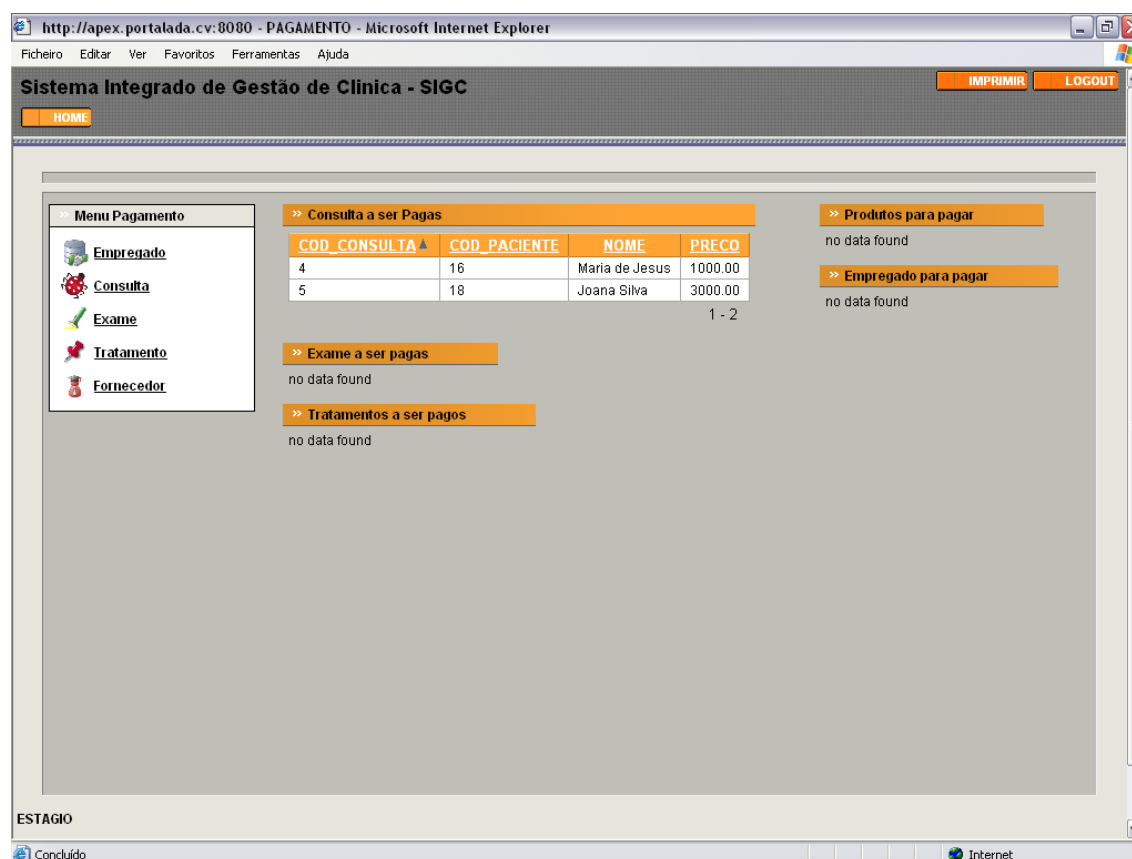 http://apex.portalada.cv:8080 - PAGAMENTO - Microsoft Internet Explorer
Ficheiro Editar Ver Favoritos Ferramentas Ajuda
Sistema Integrado de Gestão de Clinica - SIGC
IMPRIMIR LOGOUT
HOME
» Menu Pagamento
Empregado
Consulta
Exame
Tratamento
Fornecedor
» Consulta a ser Pagas
COD_CONSULTA COD_PACIENTE NOME PRECO
4 16 Maria de Jesus 1000.00
5 18 Joana Silva 3000.00
1 - 2
» Exame a ser pagas
no data found
» Tratamentos a ser pagos
no data found
» Produtos para pagar
no data found
» Empregado para pagar
no data found
ESTAGIO
Concluído Internet